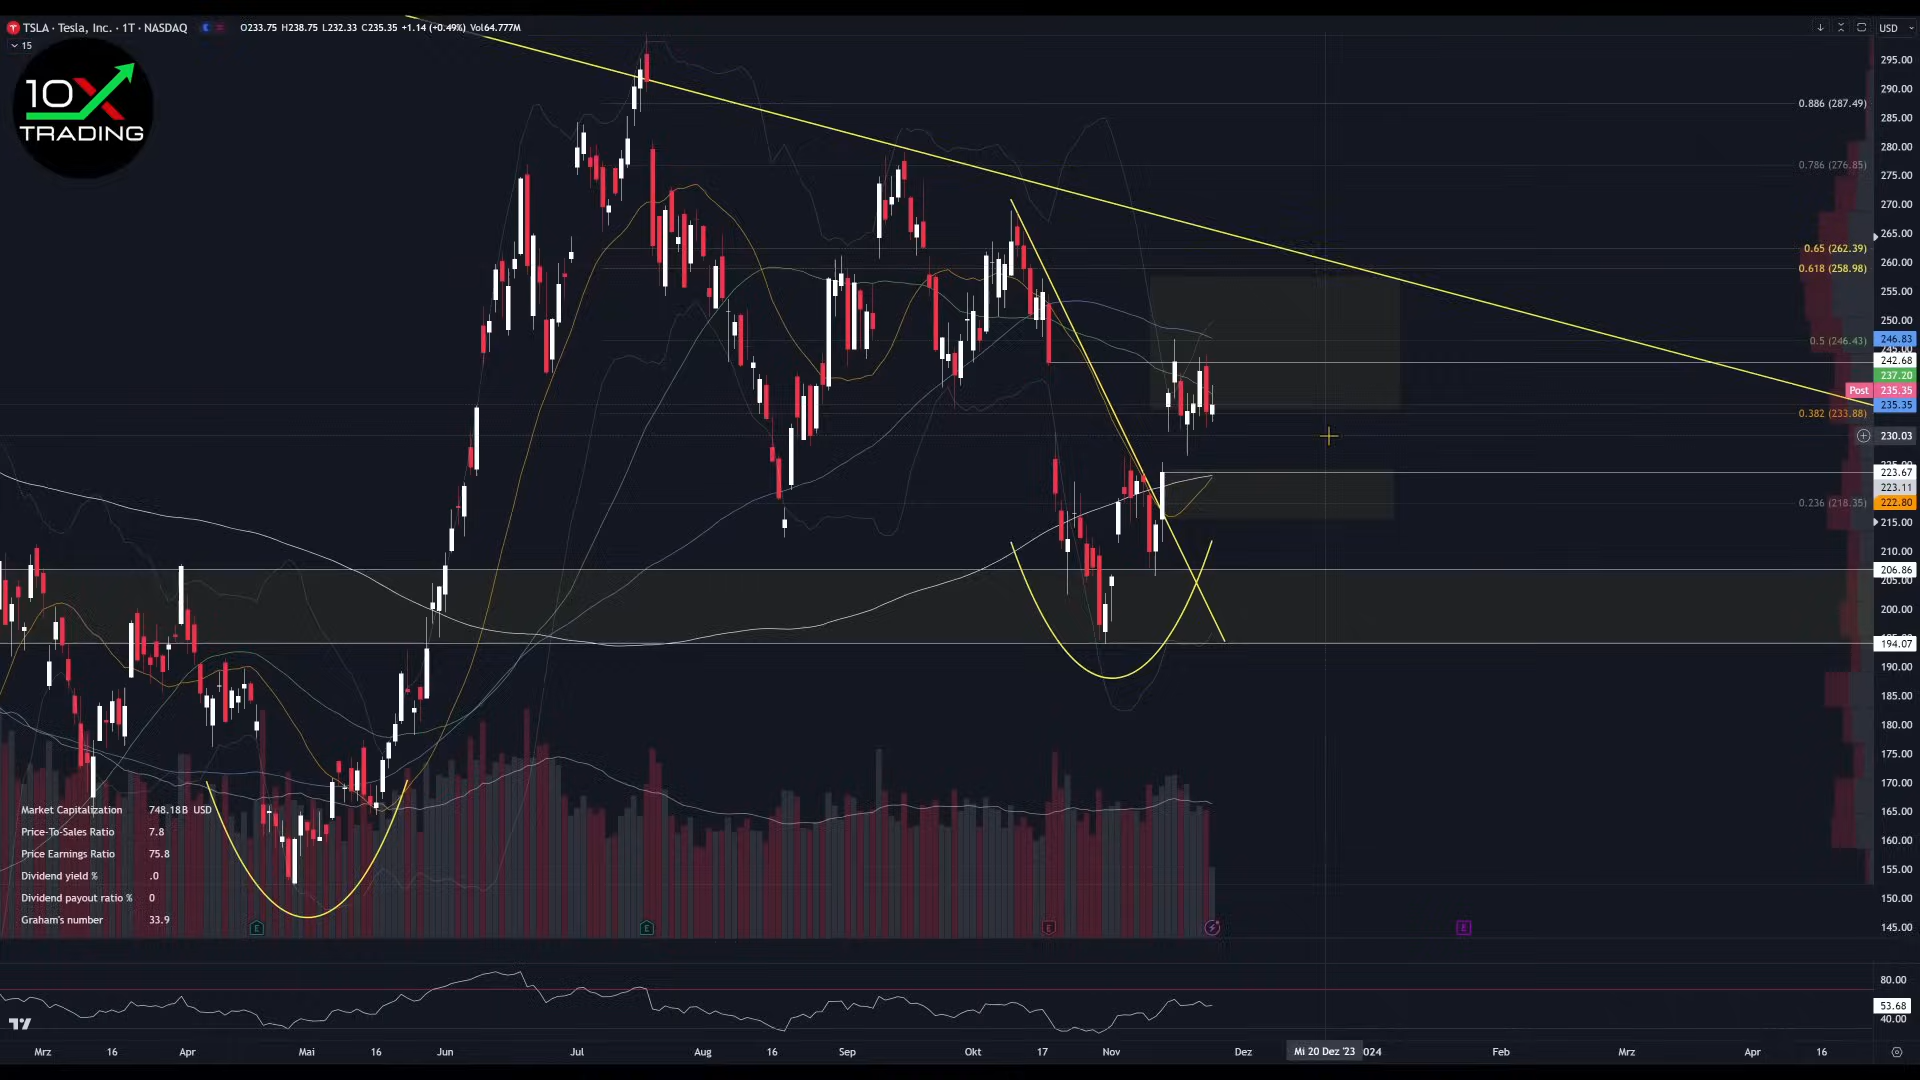 TSLA · Tesla, Inc. · 1T · NASDAQ
O233.75 H238.75 L232.33 C235.35 +1.14 (+0.49%) Vol64.777M
USD
15
10X
TRADING
295.00
290.00
0.886 (287.49)
285.00
280.00
0.786 (276.85)
275.00
270.00
265.00
0.65 (262.39)
260.00
0.618 (258.98)
255.00
250.00
0.5 (246.43)
246.83
242.68
237.20
Post 235.35
235.35
0.382 (233.88)
230.03
223.67
223.11
0.236 (218.35)
222.80
215.00
210.00
206.86
205.00
200.00
194.07
190.00
185.00
180.00
175.00
170.00
165.00
160.00
155.00
150.00
145.00
Market Capitalization 748.18B USD
Price-To-Sales Ratio 7.8
Price Earnings Ratio 75.8
Dividend yield % .0
Dividend payout ratio % 0
Graham's number 33.9
E
E
E
E
80.00
53.68
40.00
Mrz 16 Apr Mai 16 Jun Jul Aug 16 Sep Okt 17 Nov Dez Mi 20 Dez '23 2024 Feb Mrz Apr 16